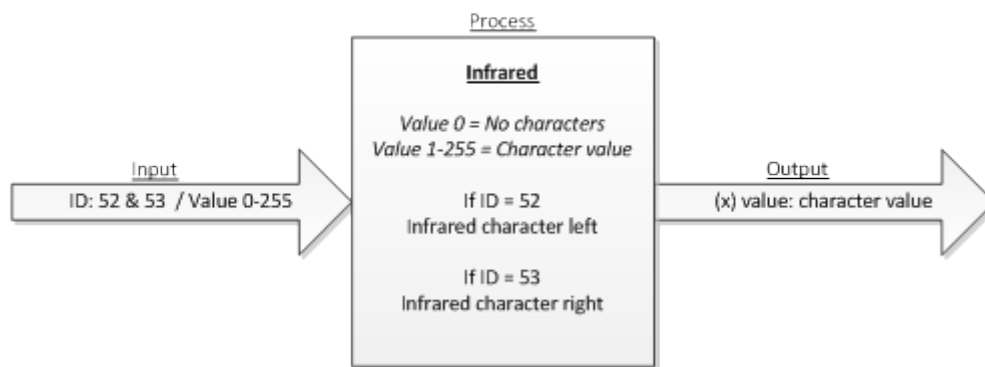 Process
Infrared
Value 0 = No characters
Value 1-255 = Character value
Input
ID: 52 & 53 / Value 0-255
If ID = 52
Infrared character left
If ID = 53
Infrared character right
Output
(x) value: character value